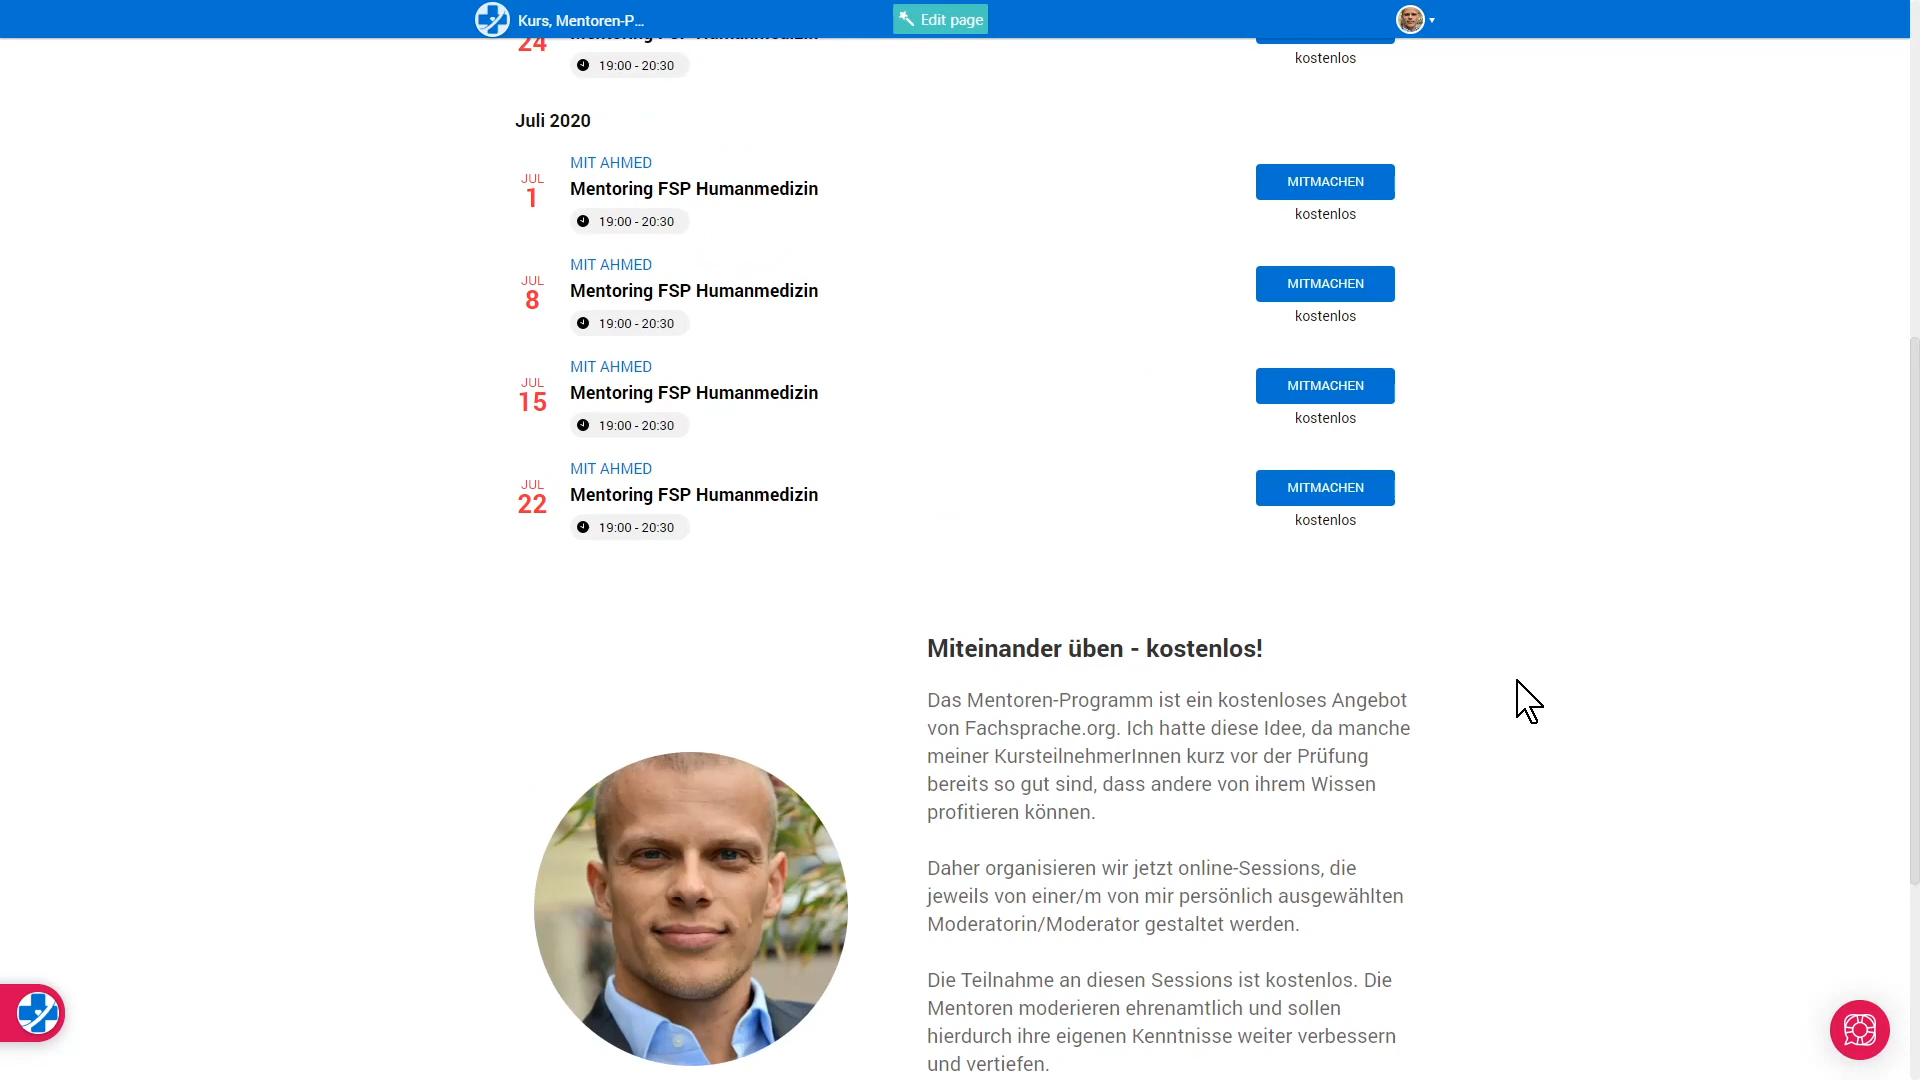 Kurs, Mentoren-P...
Edit page
24
Mentoring FSP Humanmedizin
19:00 - 20:30
kostenlos
Juli 2020
MIT AHMED
JUL
1
Mentoring FSP Humanmedizin
19:00 - 20:30
MITMACHEN
kostenlos
MIT AHMED
JUL
8
Mentoring FSP Humanmedizin
19:00 - 20:30
MITMACHEN
kostenlos
MIT AHMED
JUL
15
Mentoring FSP Humanmedizin
19:00 - 20:30
MITMACHEN
kostenlos
MIT AHMED
JUL
22
Mentoring FSP Humanmedizin
19:00 - 20:30
MITMACHEN
kostenlos
Miteinander üben - kostenlos!
Das Mentoren-Programm ist ein kostenloses Angebot
von Fachsprache.org. Ich hatte diese Idee, da manche
meiner KursteilnehmerInnen kurz vor der Prüfung
bereits so gut sind, dass andere von ihrem Wissen
profitieren können.
Daher organisieren wir jetzt online-Sessions, die
jeweils von einer/m von mir persönlich ausgewählten
Moderatorin/Moderator gestaltet werden.
Die Teilnahme an diesen Sessions ist kostenlos. Die
Mentoren moderieren ehrenamtlich und sollen
hierdurch ihre eigenen Kenntnisse weiter verbessern
und vertiefen.